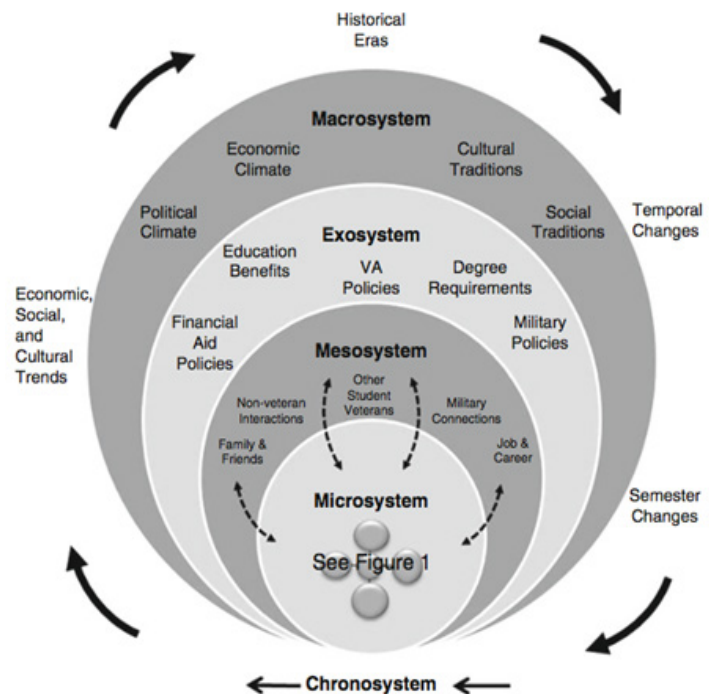 Historical
Eras
Macrosystem
Economic
Climate
Cultural
Traditions
Political
Climate
Social
Traditions
Temporal
Changes
Exosystem
Education
Benefits
VA
Policies
Degree
Requirements
Economic,
Social,
and
Cultural
Trends
Financial
Aid
Policies
Military
Policies
Mesosystem
Non-veteran
Interactions
Other
Student
Veterans
Military
Connections
Family &
Friends
Job &
Career
Microsystem
Semester
Changes
See Figure 1
Chronosystem